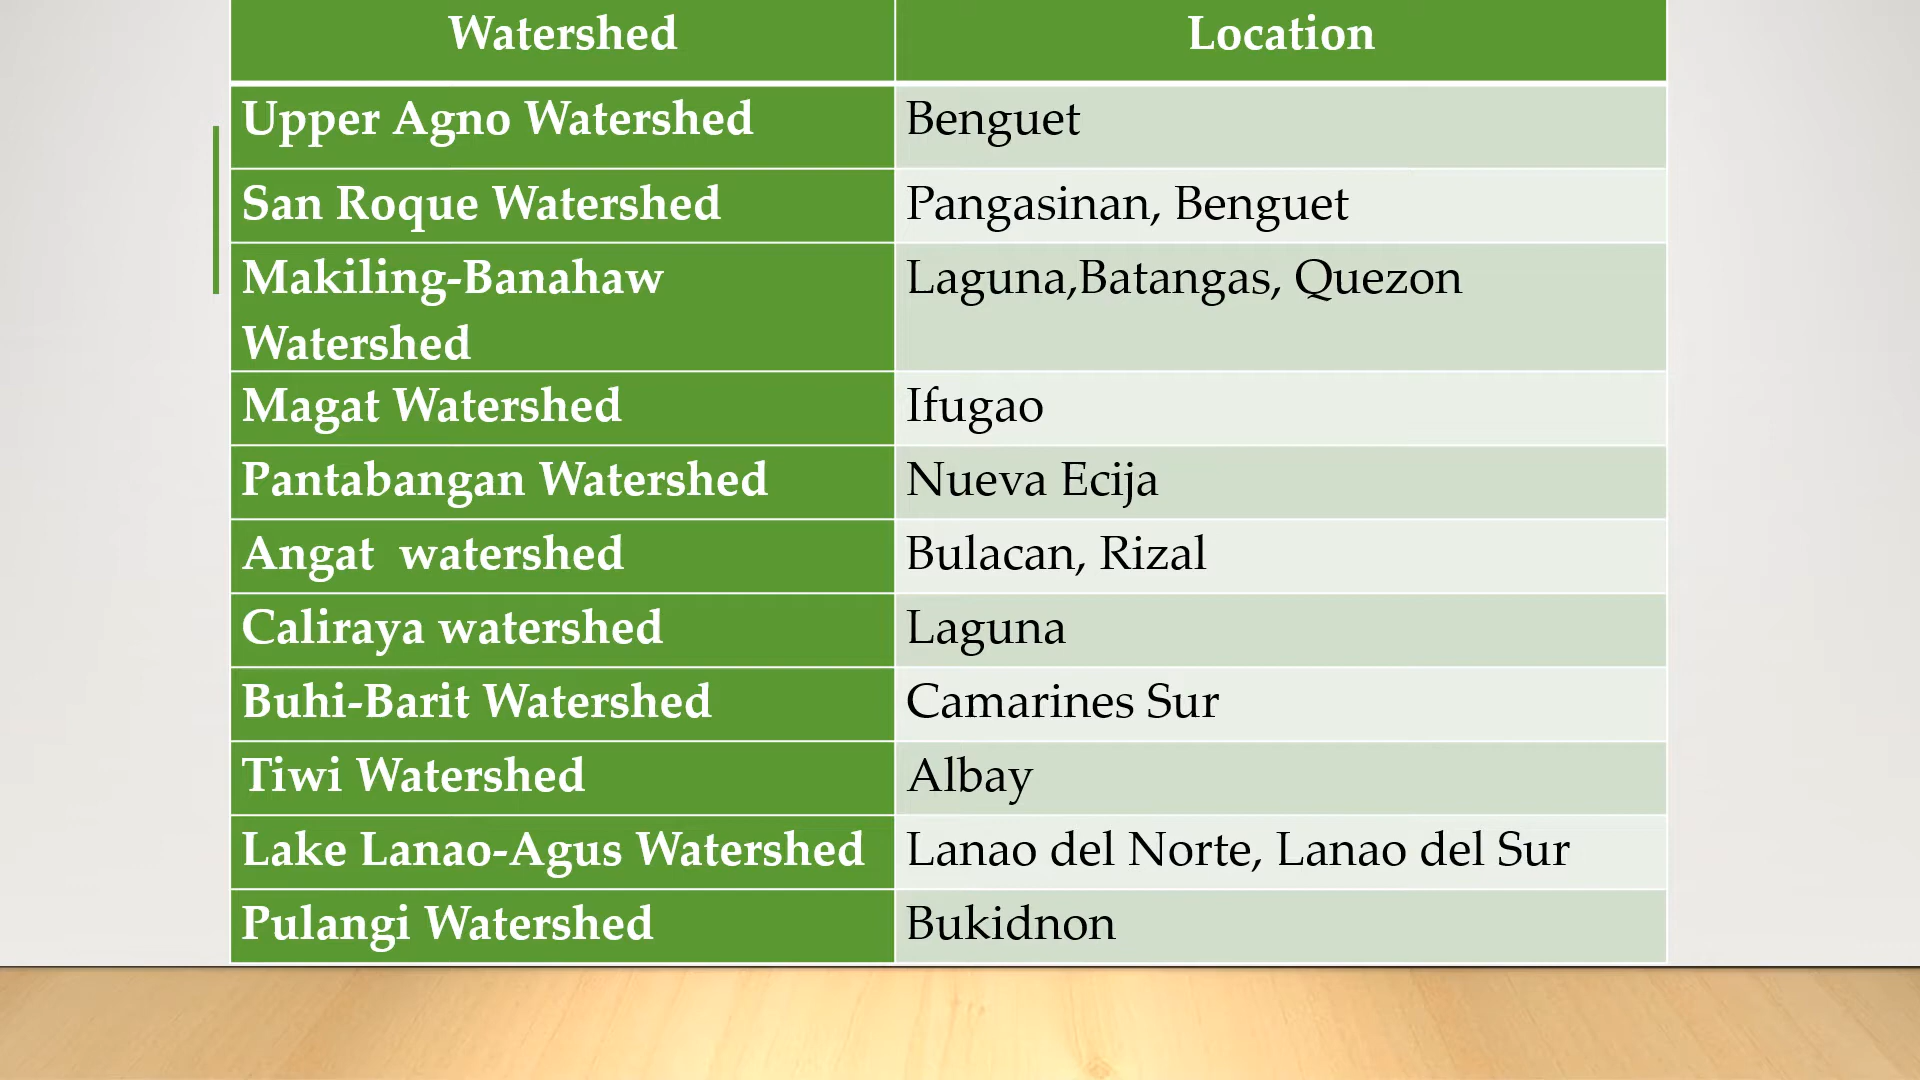 Watershed Location
Upper Agno Watershed Benguet
San Roque Watershed Pangasinan, Benguet
Makiling-Banahaw Laguna,Batangas, Quezon
Watershed
Magat Watershed Ifugao
Pantabangan Watershed Nueva Ecija
Angat  watershed Bulacan, Rizal
Caliraya watershed Laguna
Buhi-Barit Watershed Camarines Sur
Tiwi Watershed Albay
Lake Lanao-Agus Watershed Lanao del Norte, Lanao del Sur
Pulangi Watershed Bukidnon